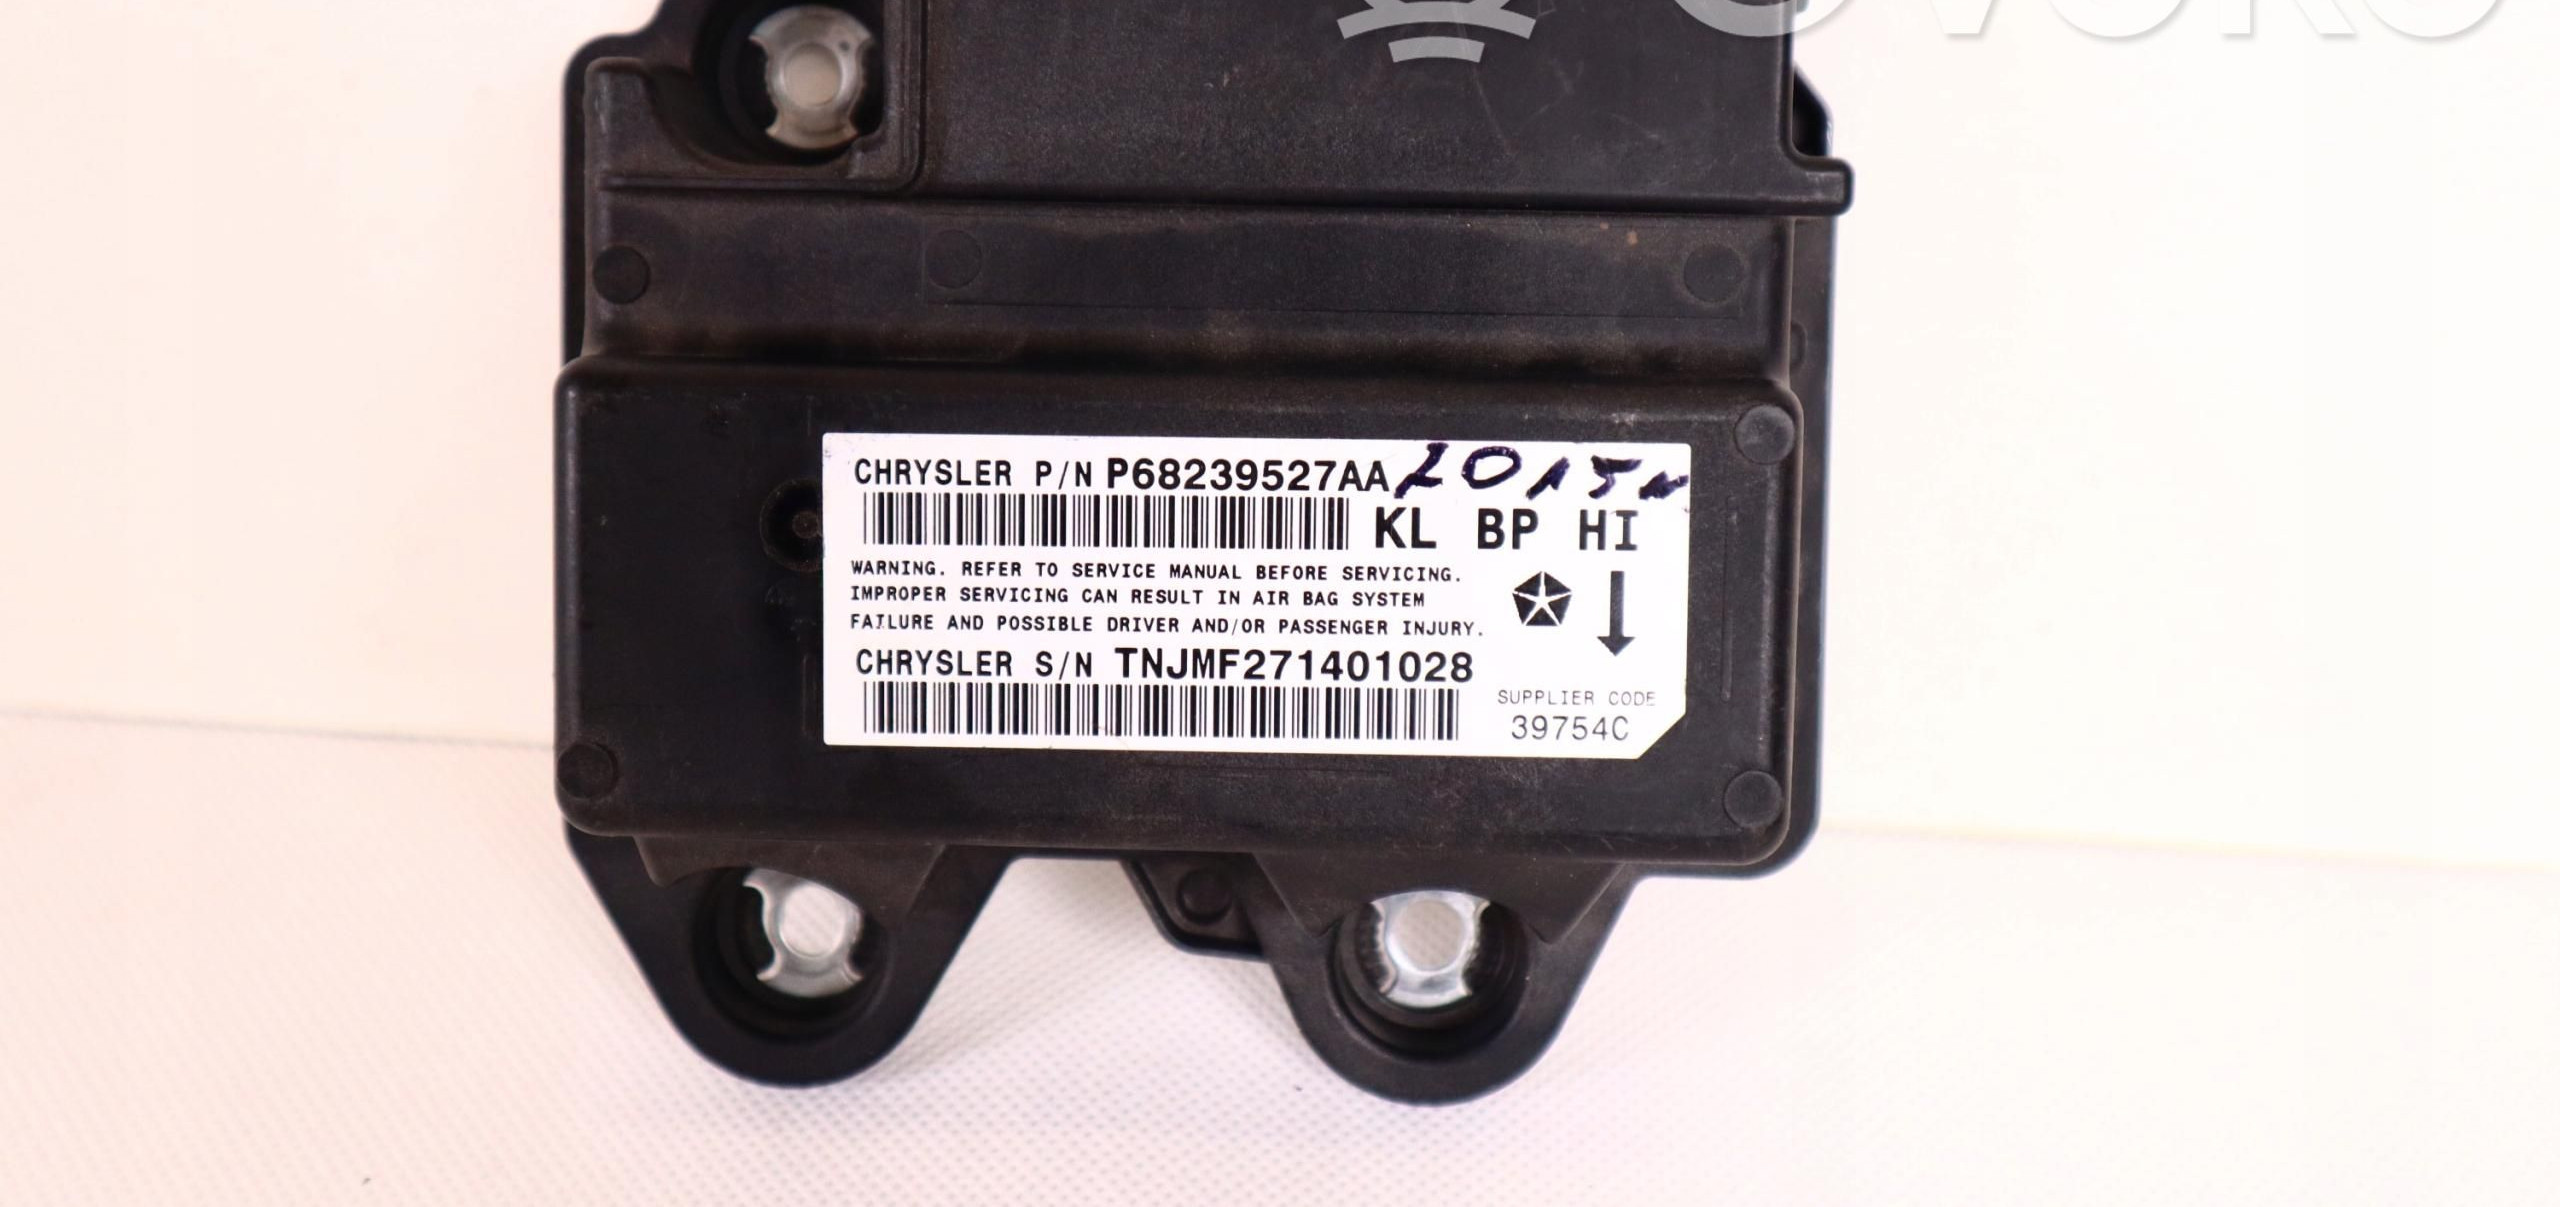 CHRYSLER P/N P68239527AA 2015
KL BP HI
WARNING. REFER TO SERVICE MANUAL BEFORE SERVICING.
IMPROPER SERVICING CAN RESULT IN AIR BAG SYSTEM
FAILURE AND POSSIBLE DRIVER AND/OR PASSENGER INJURY.
CHRYSLER S/N TNJMF271401028
SUPPLIER CODE
39754C